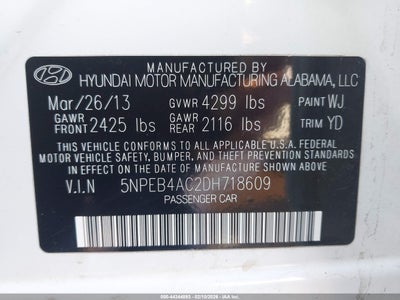 MANUFACTURED BY
HYUNDAI MOTOR MANUFACTURING ALABAMA, LLC
Mar/26/13 GVWR 4299 lbs PAINT WJ
GAWR FRONT 2425 lbs GAWR REAR 2116 lbs TRIM YD
THIS VEHICLE CONFORMS TO ALL APPLICABLE FEDERAL
MOTOR VEHICLE SAFETY, BUMPER, AND THEFT PREVENTION
STANDARDS IN EFFECT ON THE DATE OF MANUFACTURE
SHOWN ABOVE.
V.I.N 5NPEB4AC2DH718609
PASSENGER CAR